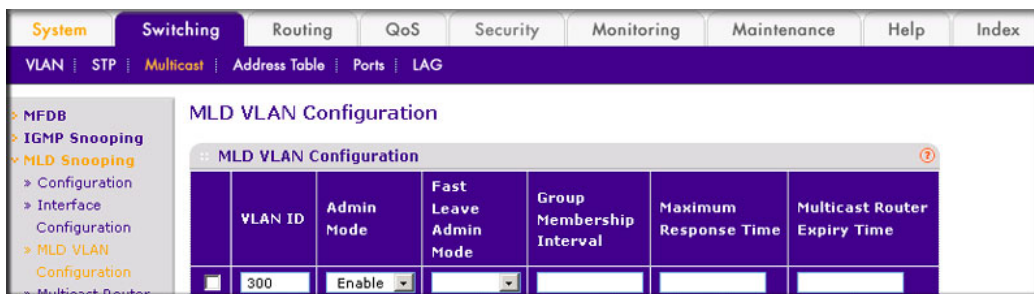 System Switching Routing QoS Security Monitoring Maintenance Help Index
VLAN STP Multicast Address Table Ports LAG
MFDB
IGMP Snooping
MLD Snooping
» Configuration
» Interface
Configuration
» MLD VLAN
Configuration
» Multicast Router
MLD VLAN Configuration
MLD VLAN Configuration ?
VLAN ID
Admin
Mode
Fast
Leave
Admin
Mode
Group
Membership
Interval
Maximum
Response Time
Multicast Router
Expiry Time
300 Enable